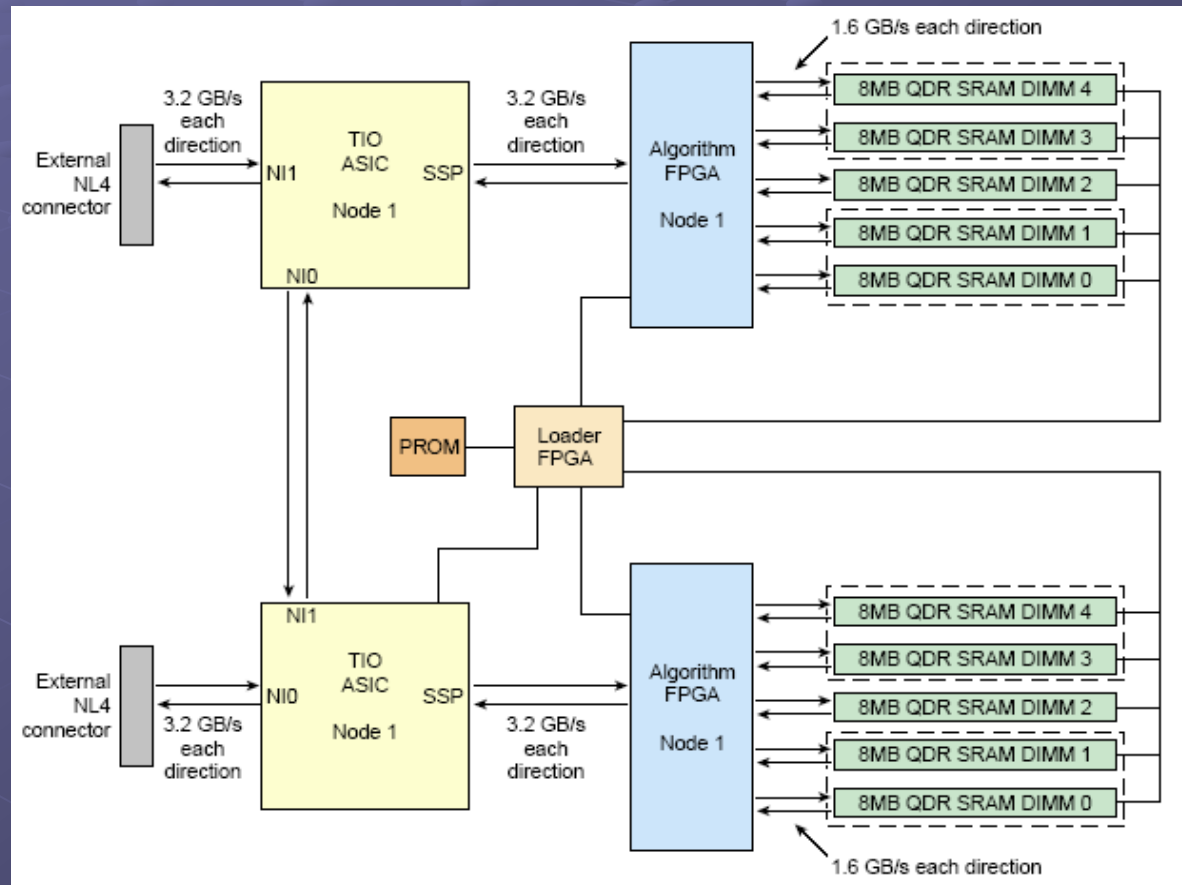 1.6 GB/s each direction
3.2 GB/s
each
direction
3.2 GB/s
each
direction
External
NL4
connector
NI1
TIO
ASIC
Node 1
SSP
NI0
Algorithm
FPGA
Node 1
8MB QDR SRAM DIMM 4
8MB QDR SRAM DIMM 3
8MB QDR SRAM DIMM 2
8MB QDR SRAM DIMM 1
8MB QDR SRAM DIMM 0
PROM
Loader
FPGA
External
NL4
connector
NI1
TIO
ASIC
Node 1
NI0
SSP
3.2 GB/s
each
direction
3.2 GB/s
each
direction
Algorithm
FPGA
Node 1
8MB QDR SRAM DIMM 4
8MB QDR SRAM DIMM 3
8MB QDR SRAM DIMM 2
8MB QDR SRAM DIMM 1
8MB QDR SRAM DIMM 0
1.6 GB/s each direction